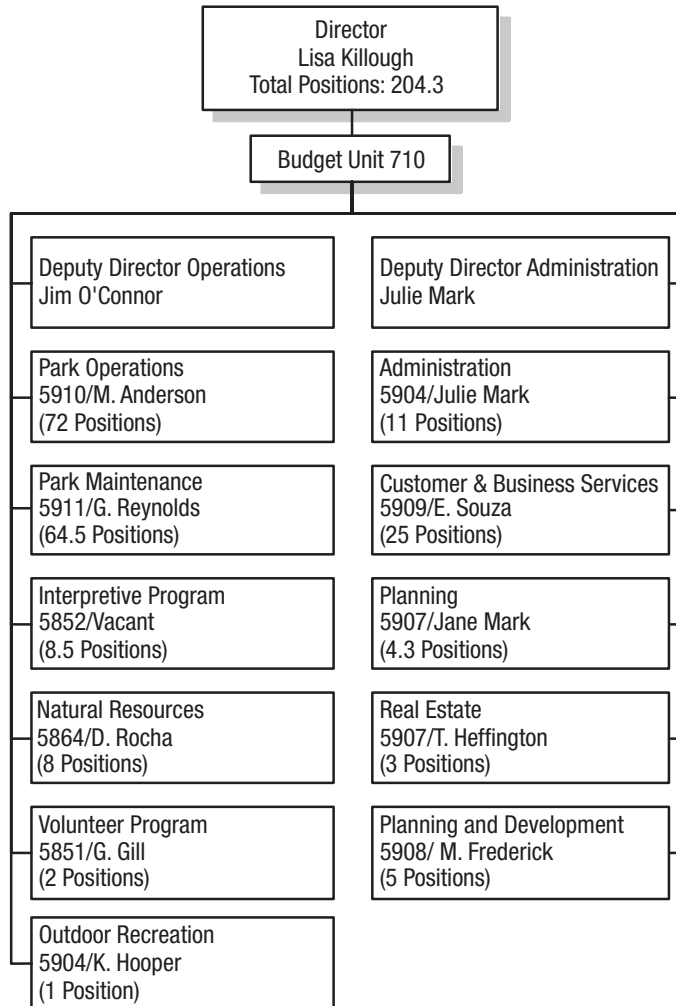 Director
Lisa Killough
Total Positions: 204.3
Budget Unit 710
Deputy Director Operations
Jim O'Connor
Park Operations
5910/M. Anderson
(72 Positions)
Park Maintenance
5911/G. Reynolds
(64.5 Positions)
Interpretive Program
5852/Vacant
(8.5 Positions)
Natural Resources
5864/D. Rocha
(8 Positions)
Volunteer Program
5851/G. Gill
(2 Positions)
Outdoor Recreation
5904/K. Hooper
(1 Position)
Deputy Director Administration
Julie Mark
Administration
5904/Julie Mark
(11 Positions)
Customer & Business Services
5909/E. Souza
(25 Positions)
Planning
5907/Jane Mark
(4.3 Positions)
Real Estate
5907/T. Heffington
(3 Positions)
Planning and Development
5908/ M. Frederick
(5 Positions)